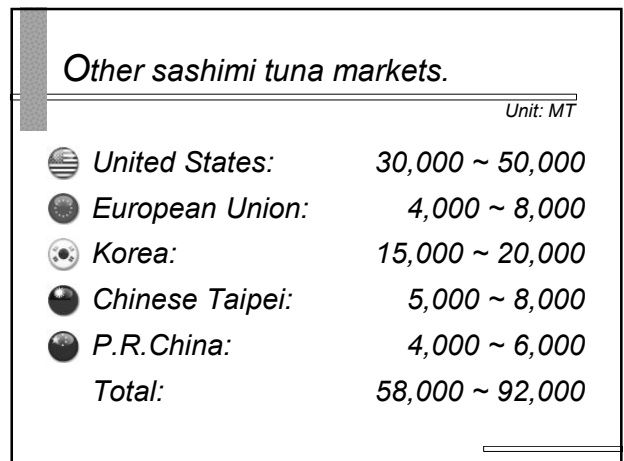 Other sashimi tuna markets.
Unit: MT
United States: 30,000 ~ 50,000
European Union: 4,000 ~ 8,000
Korea: 15,000 ~ 20,000
Chinese Taipei: 5,000 ~ 8,000
P.R.China: 4,000 ~ 6,000
Total: 58,000 ~ 92,000